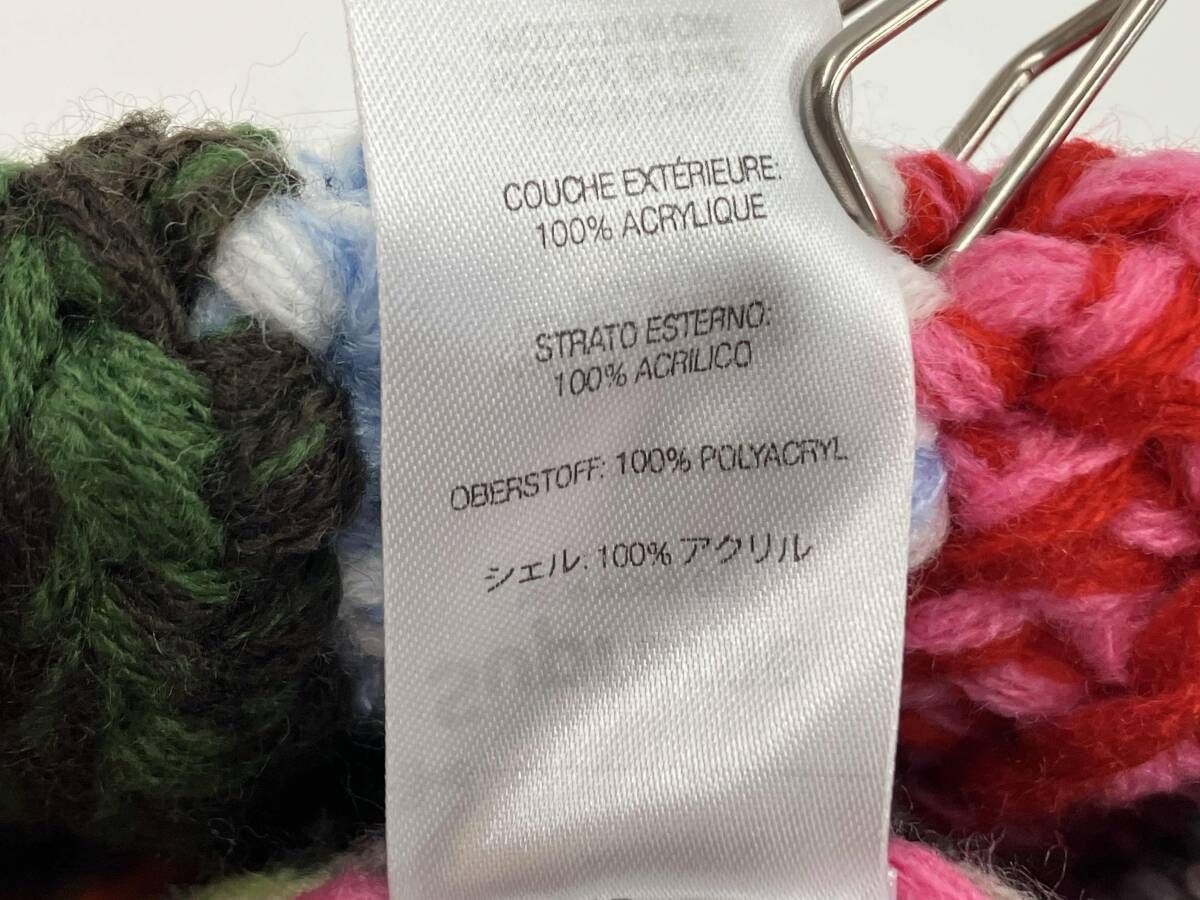 COUCHE EXTÉRIEURE:
100% ACRYLIQUE
STRATO ESTERNO:
100% ACRILICO
OBERSTOFF: 100% POLYACRYL
シェル: 100% アクリル